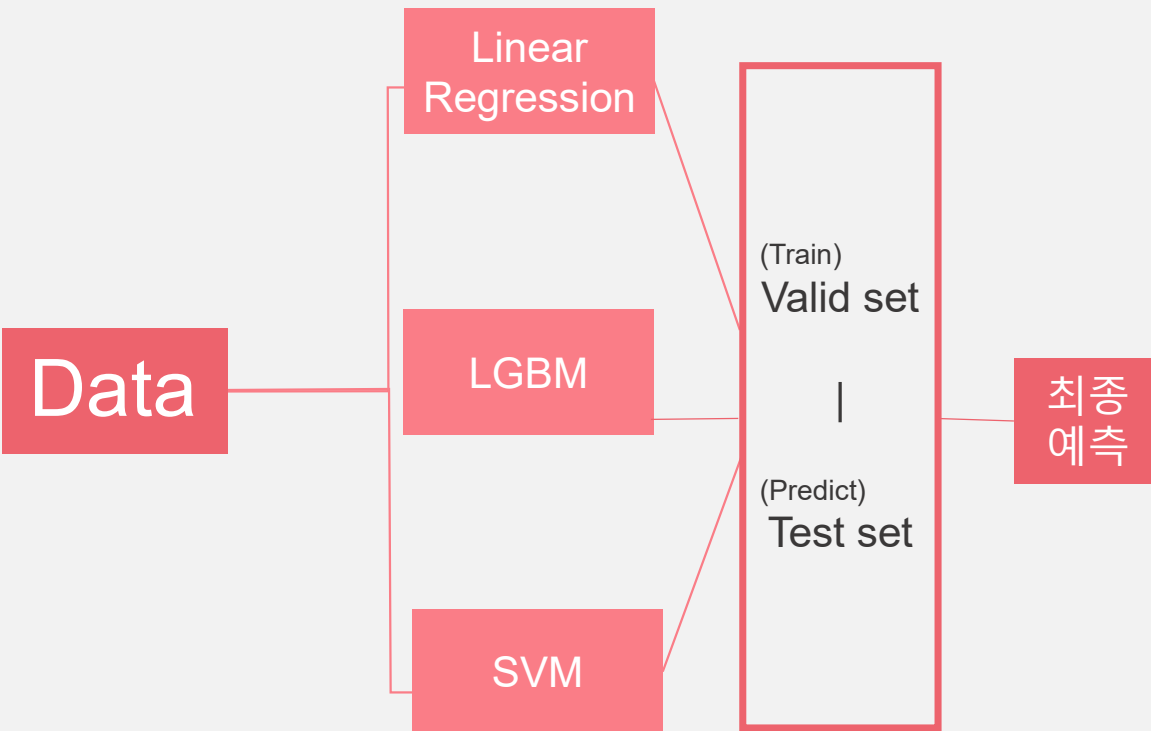 Data
Linear
Regression
LGBM
SVM
(Train)
Valid set
|
(Predict)
Test set
최종
예측